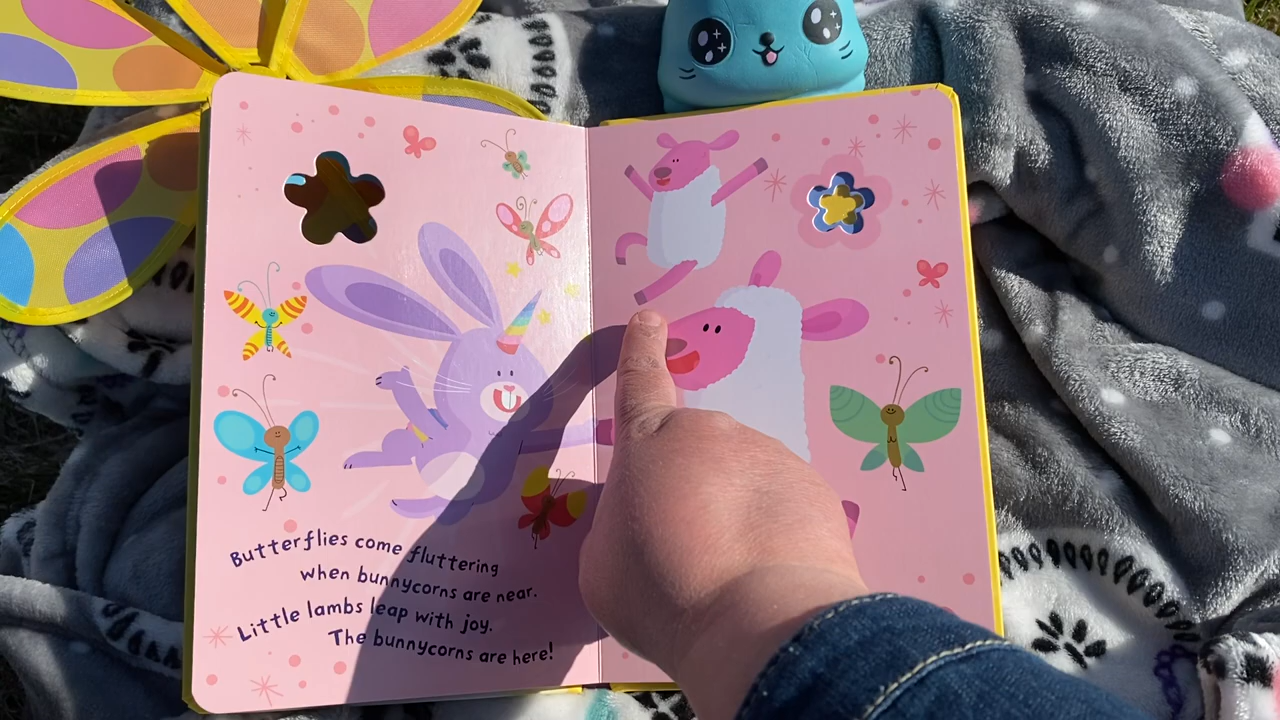 Butterflies come fluttering
when bunnycorns are near.
Little lambs leap with joy.
The bunnycorns are here!